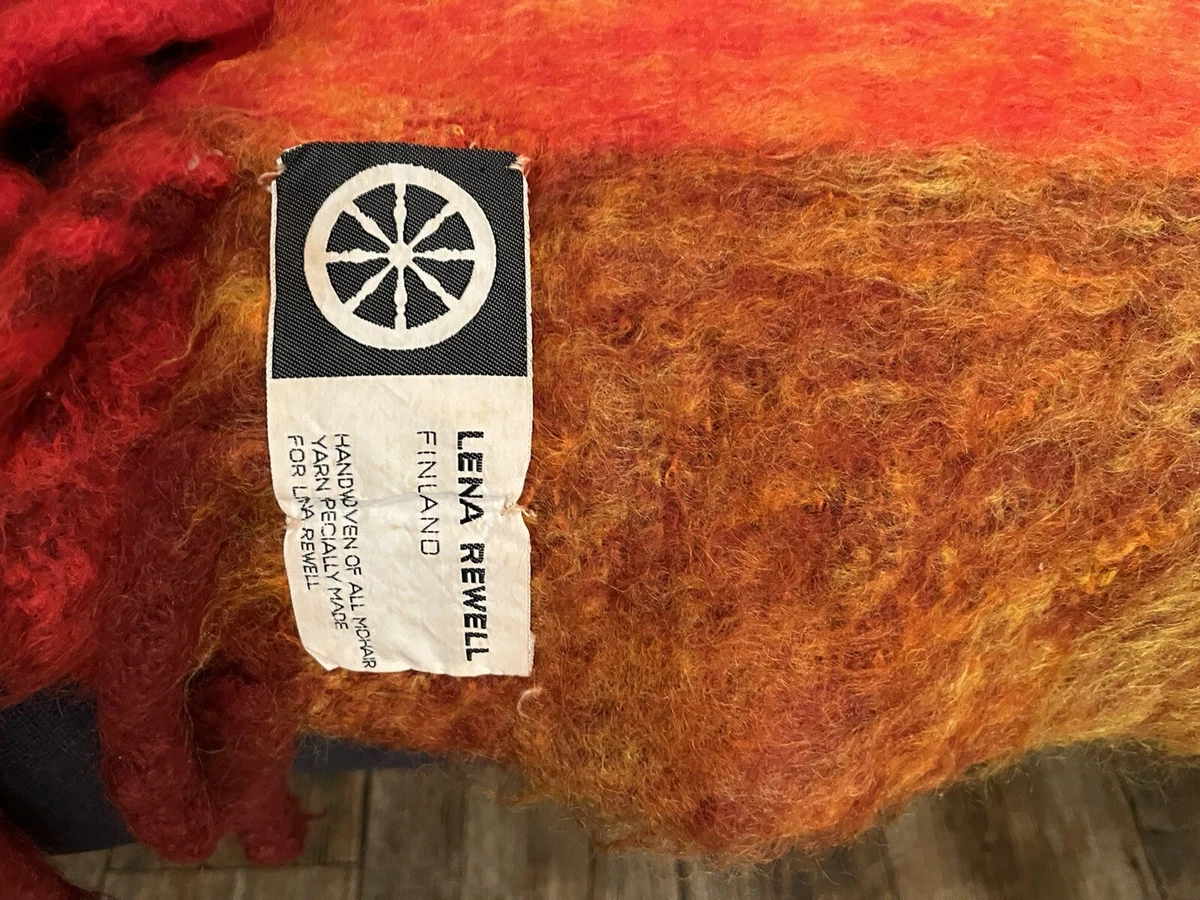 LENA REWELL
FINLAND
HANDWOVEN OF ALL MOHAIR
YARN PECIALLY MADE
FOR LNA REWELL